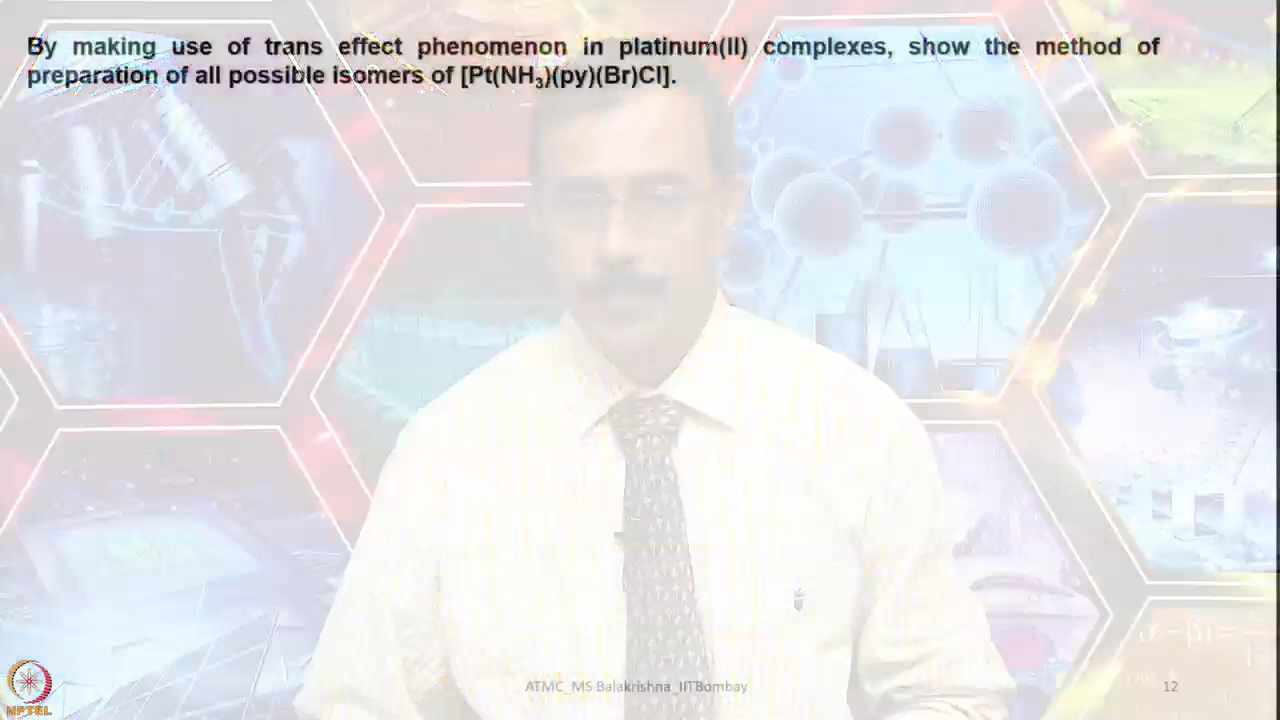 By making use of trans effect phenomenon in platinum(II) complexes, show the method of
preparation of all possible isomers of [Pt(NH₃)(py)(Br)Cl].
ATMC_MS Balakrishna_IITBombay
12
NPTEL